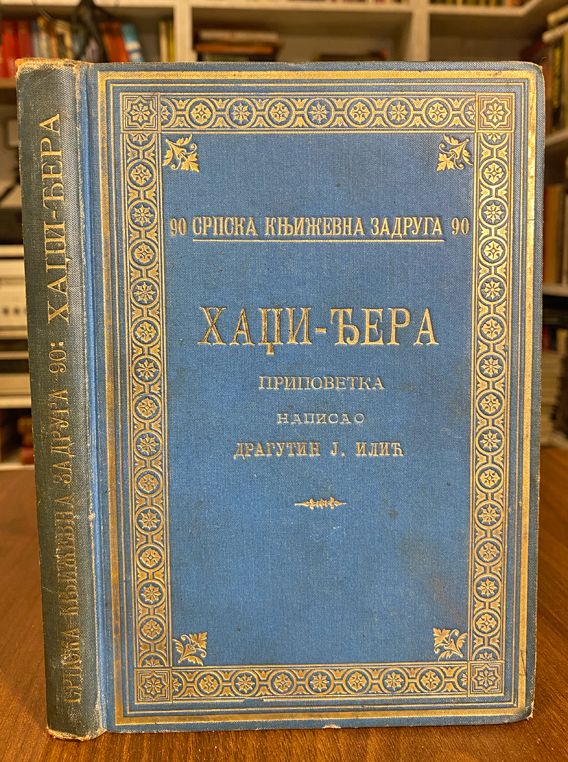 90 СРПСКА КЊИЖЕВНА ЗАДРУГА 90
ХАЏИ-ЂЕРА
ПРИПОВЕТКА
НАПИСАО
ДРАГУТИН Ј. ИЛИЋ
СРПСКА КЊИЖЕВНА ЗАДРУГА 90: ХАЏИ-ЂЕРА